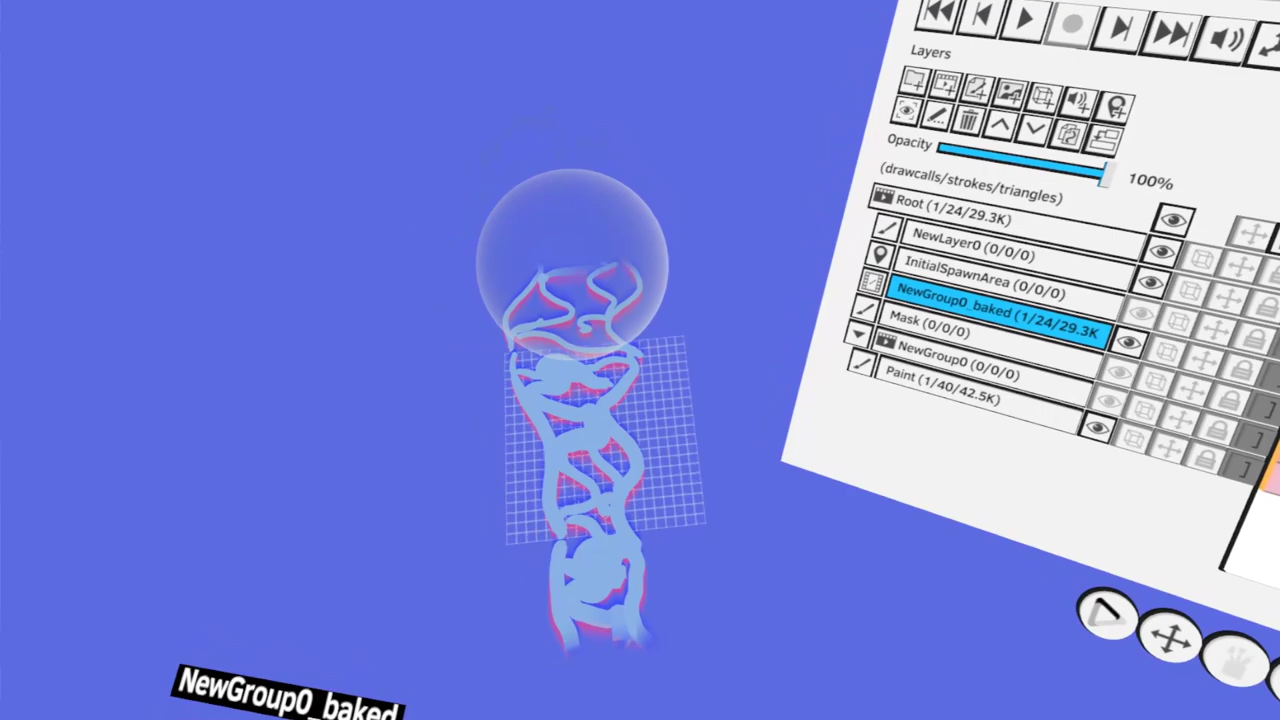 Layers
Opacity
100%
(drawcalls/strokes/triangles)
Root (1/24/29.3K)
NewLayer0 (0/0/0)
InitialSpawnArea (0/0/0)
NewGroup0_baked (1/24/29.3K
Mask (0/0/0)
NewGroup0 (0/0/0)
Paint (1/40/42.5K)
NewGroup0_baked